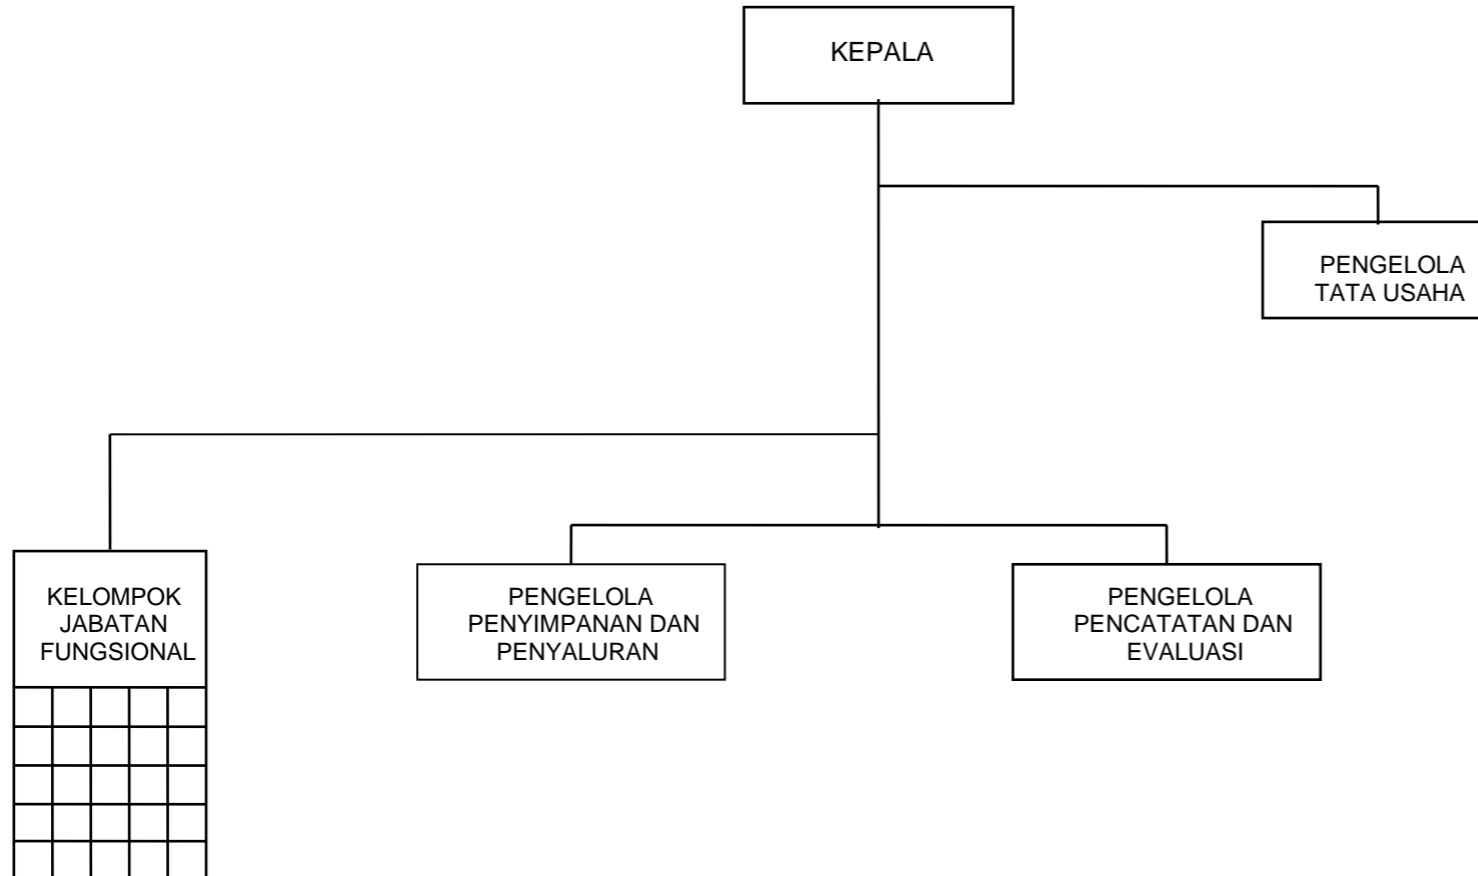 KEPALA
PENGELOLA
TATA USAHA
KELOMPOK
JABATAN
FUNGSIONAL
PENGELOLA
PENYIMPANAN DAN
PENYALURAN
PENGELOLA
PENCATATAN DAN
EVALUASI